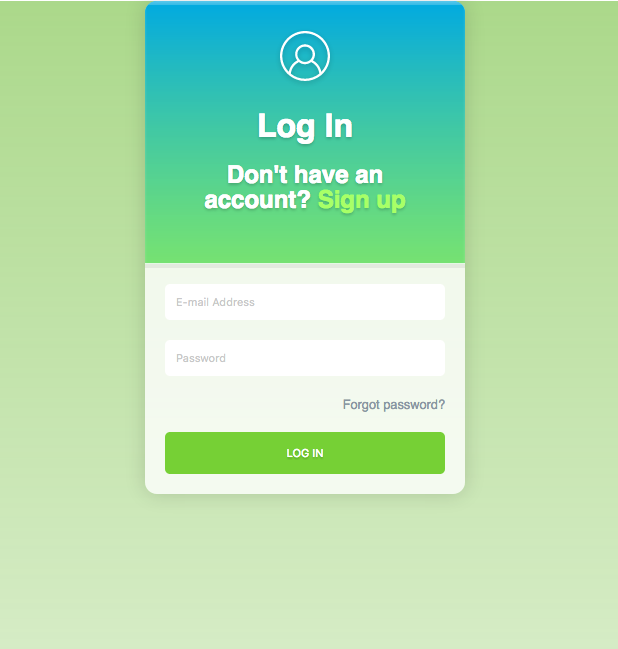 Log In
Don't have an
account? Sign up
E-mail Address
Password
Forgot password?
LOG IN